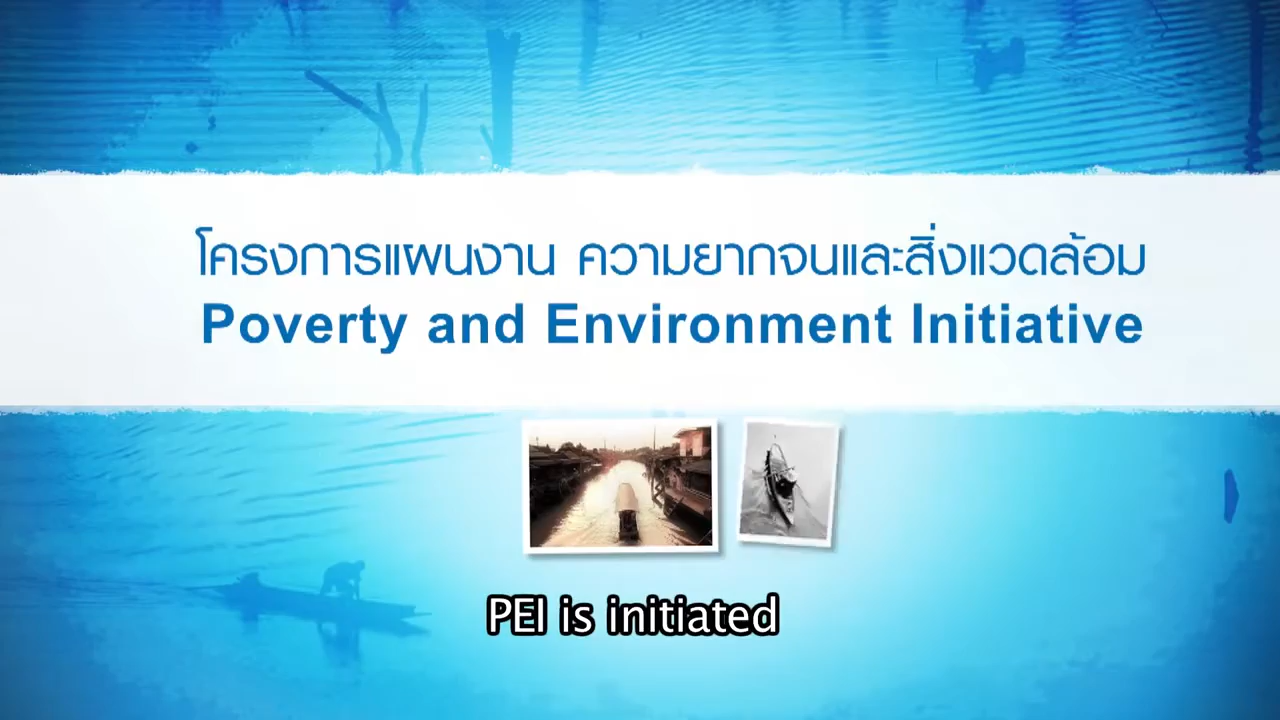 โครงการแผนงาน ความยากจนและสิ่งแวดล้อม
Poverty and Environment Initiative
PEI is initiated